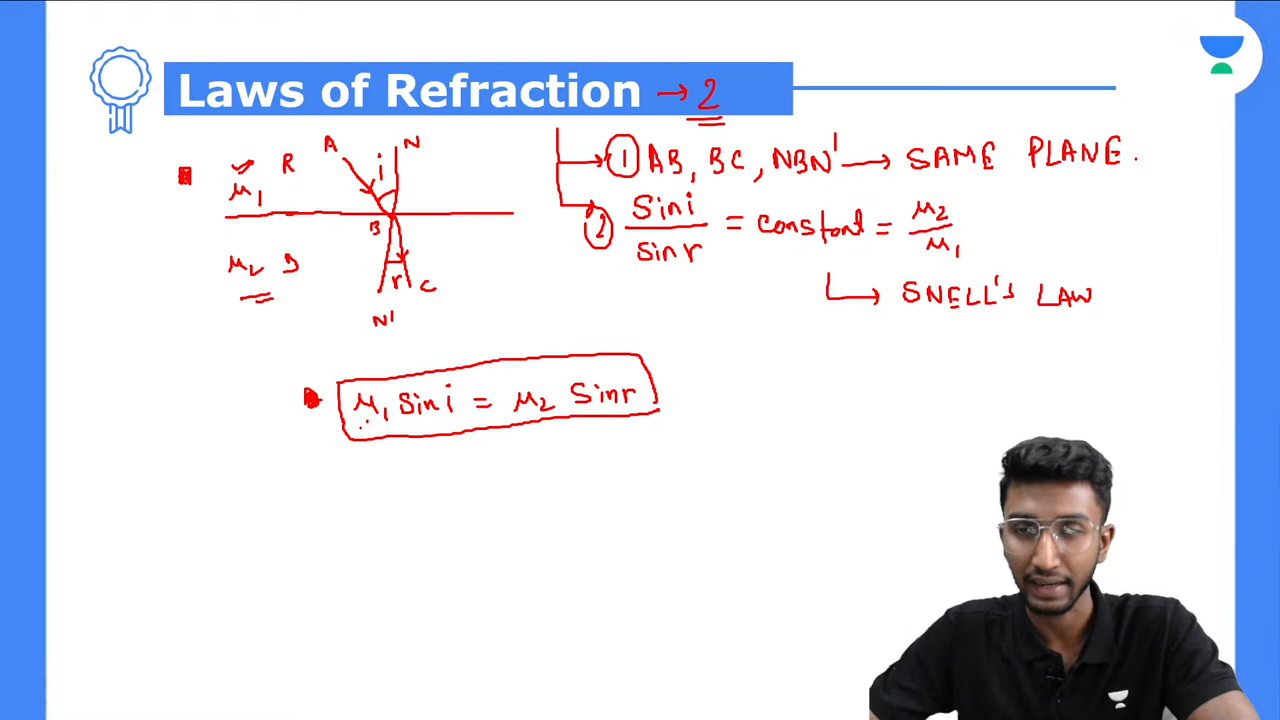 Laws of Refraction → 2
A N
i
μ1 R
B
μ2 D
r C
N'
① AB, BC, NBN' → SAME PLANE.
② Sin i / sin r = constant = μ2 / μ1
↳ SNELL'S LAW
μ1 Sin i = μ2 Sin r